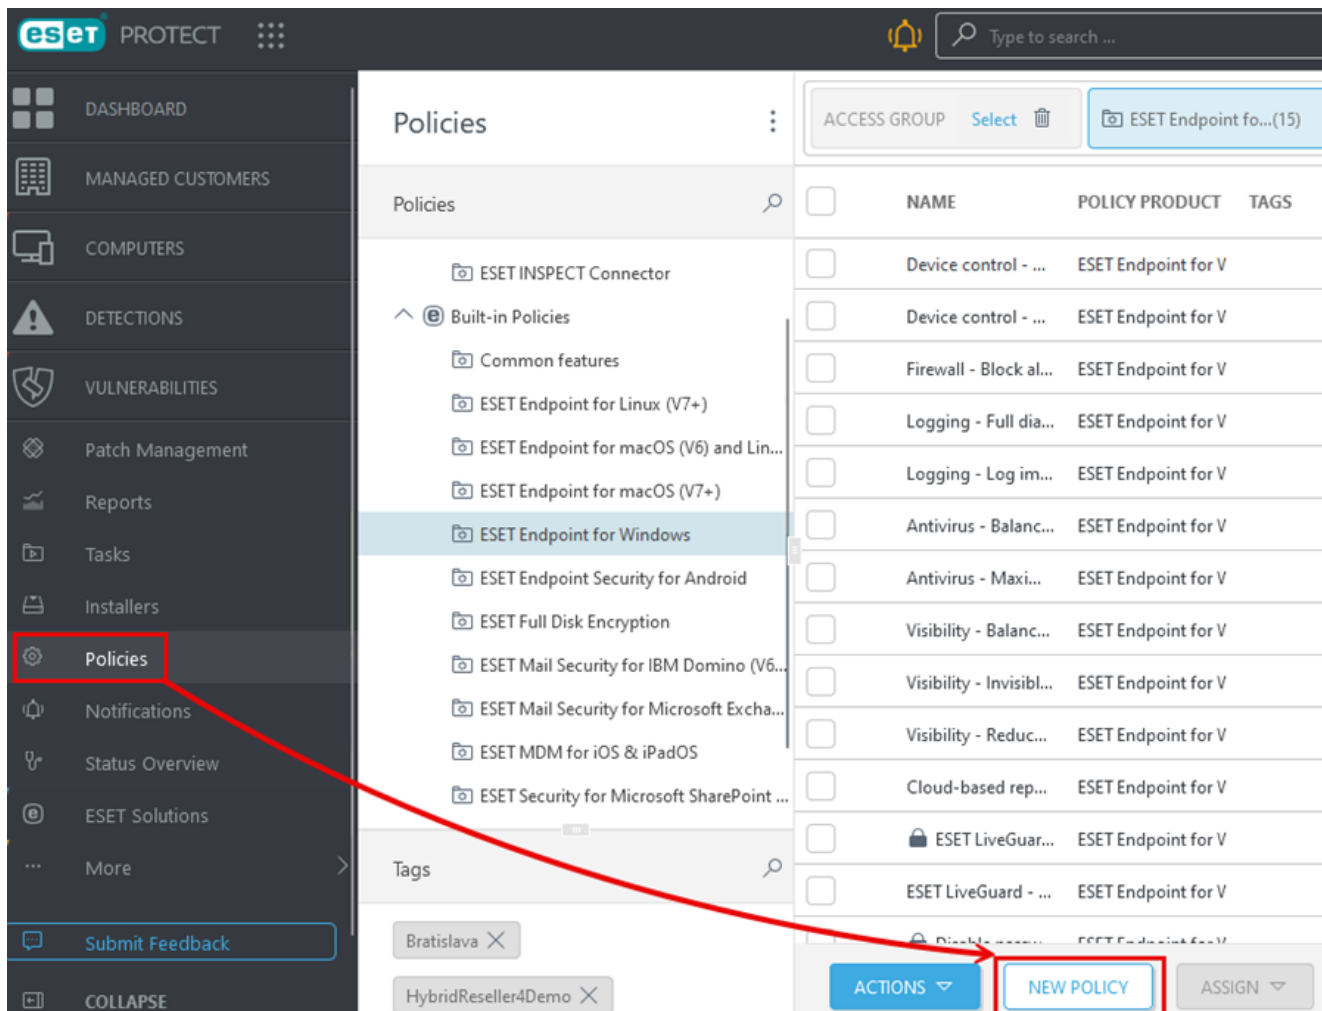 eset PROTECT
Type to search ...
DASHBOARD
MANAGED CUSTOMERS
COMPUTERS
DETECTIONS
VULNERABILITIES
Patch Management
Reports
Tasks
Installers
Policies
Notifications
Status Overview
ESET Solutions
More
Submit Feedback
COLLAPSE
Policies
Policies
ESET INSPECT Connector
Built-in Policies
Common features
ESET Endpoint for Linux (V7+)
ESET Endpoint for macOS (V6) and Lin...
ESET Endpoint for macOS (V7+)
ESET Endpoint for Windows
ESET Endpoint Security for Android
ESET Full Disk Encryption
ESET Mail Security for IBM Domino (V6...
ESET Mail Security for Microsoft Excha...
ESET MDM for iOS & iPadOS
ESET Security for Microsoft SharePoint ...
Tags
Bratislava
HybridReseller4Demo
ACCESS GROUP Select ESET Endpoint fo...(15)
NAME POLICY PRODUCT TAGS
Device control - ... ESET Endpoint for V
Device control - ... ESET Endpoint for V
Firewall - Block al... ESET Endpoint for V
Logging - Full dia... ESET Endpoint for V
Logging - Log im... ESET Endpoint for V
Antivirus - Balanc... ESET Endpoint for V
Antivirus - Maxi... ESET Endpoint for V
Visibility - Balanc... ESET Endpoint for V
Visibility - Invisibl... ESET Endpoint for V
Visibility - Reduc... ESET Endpoint for V
Cloud-based rep... ESET Endpoint for V
ESET LiveGuar... ESET Endpoint for V
ESET LiveGuard - ... ESET Endpoint for V
Disable passw... ESET Endpoint for V
ACTIONS NEW POLICY ASSIGN